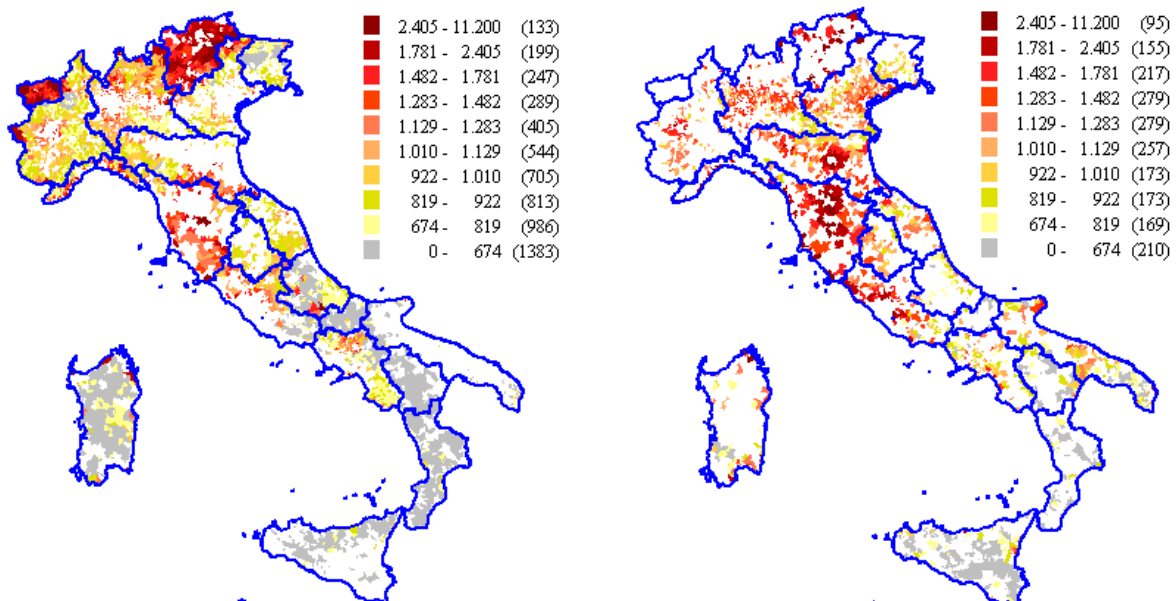 2.405 - 11.200 (133)
1.781 - 2.405 (199)
1.482 - 1.781 (247)
1.283 - 1.482 (289)
1.129 - 1.283 (405)
1.010 - 1.129 (544)
922 - 1.010 (705)
819 - 922 (813)
674 - 819 (986)
0 - 674 (1383)
2.405 - 11.200 (95)
1.781 - 2.405 (155)
1.482 - 1.781 (217)
1.283 - 1.482 (279)
1.129 - 1.283 (279)
1.010 - 1.129 (257)
922 - 1.010 (173)
819 - 922 (173)
674 - 819 (169)
0 - 674 (210)